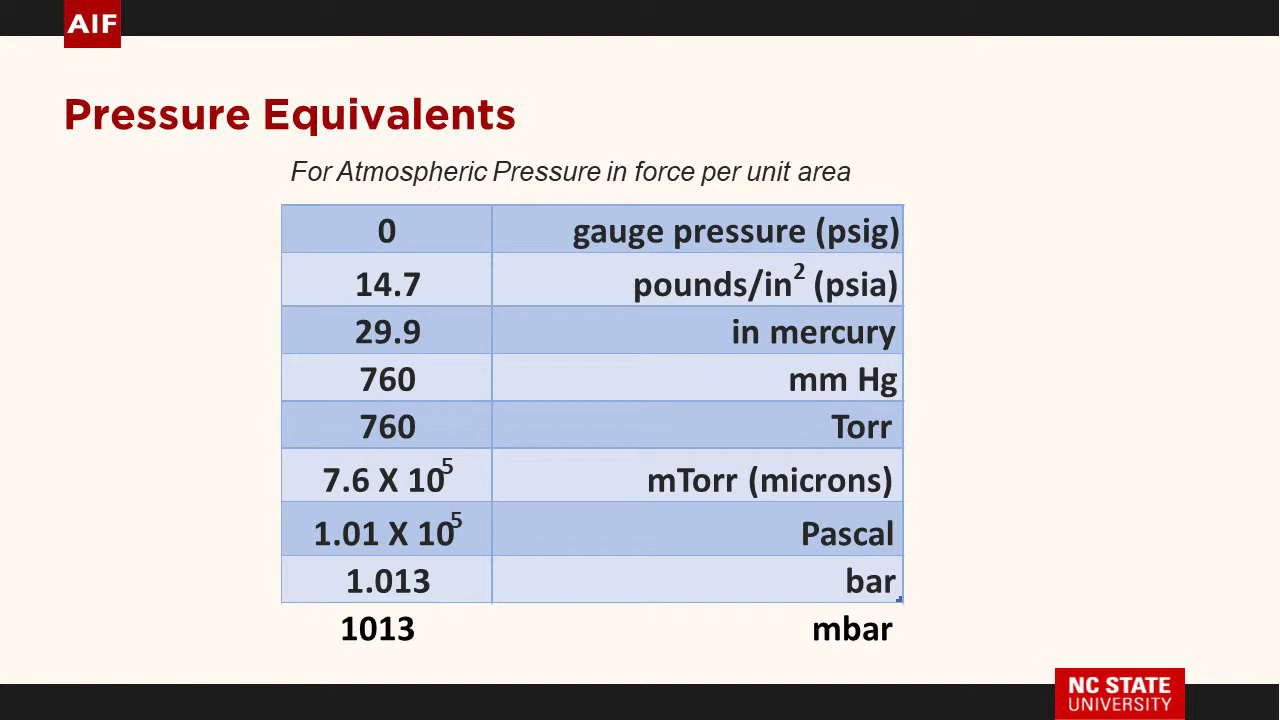 AIF
Pressure Equivalents
For Atmospheric Pressure in force per unit area
0 gauge pressure (psig)
14.7 pounds/in² (psia)
29.9 in mercury
760 mm Hg
760 Torr
7.6 X 10⁵ mTorr (microns)
1.01 X 10⁵ Pascal
1.013 bar
1013 mbar
NC STATE
UNIVERSITY